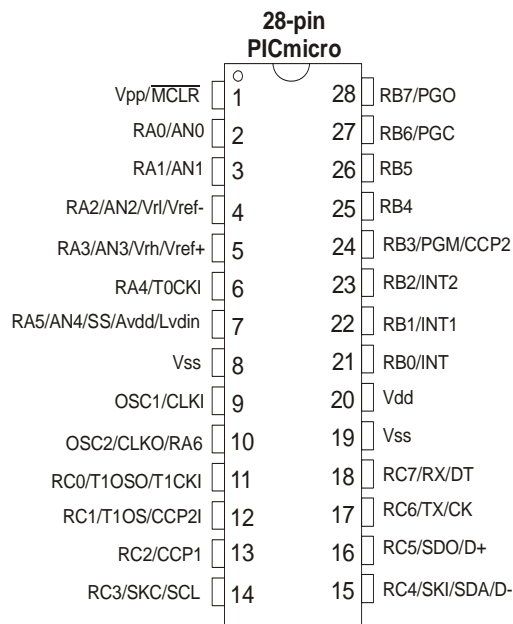 28-pin
PICmicro
Vpp/MCLR 1 28 RB7/PGO
RA0/AN0 2 27 RB6/PGC
RA1/AN1 3 26 RB5
RA2/AN2/Vrl/Vref- 4 25 RB4
RA3/AN3/Vrh/Vref+ 5 24 RB3/PGM/CCP2
RA4/T0CKI 6 23 RB2/INT2
RA5/AN4/SS/Avdd/Lvdin 7 22 RB1/INT1
Vss 8 21 RB0/INT
OSC1/CLKI 9 20 Vdd
OSC2/CLKO/RA6 10 19 Vss
RC0/T1OSO/T1CKI 11 18 RC7/RX/DT
RC1/T1OS/CCP2I 12 17 RC6/TX/CK
RC2/CCP1 13 16 RC5/SDO/D+
RC3/SKC/SCL 14 15 RC4/SKI/SDA/D-